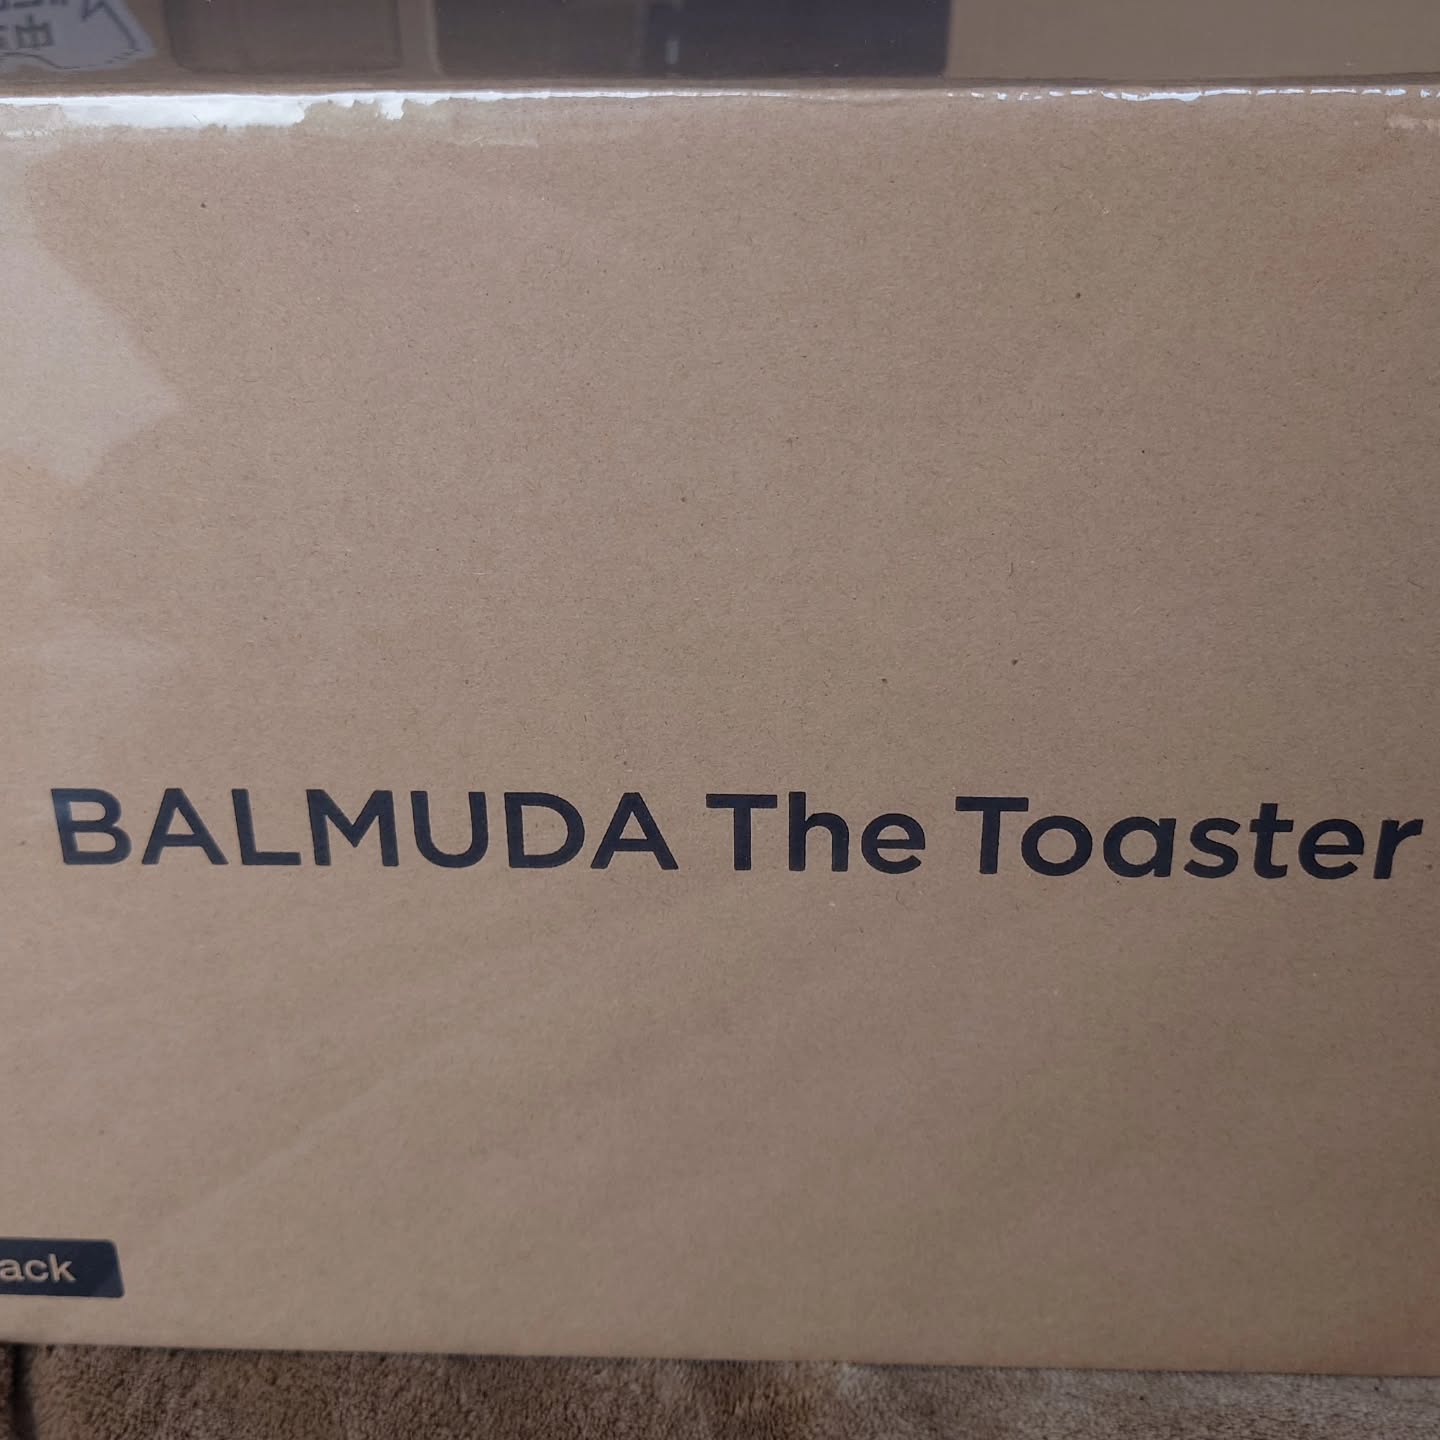 BALMUDA The Toaster
ack